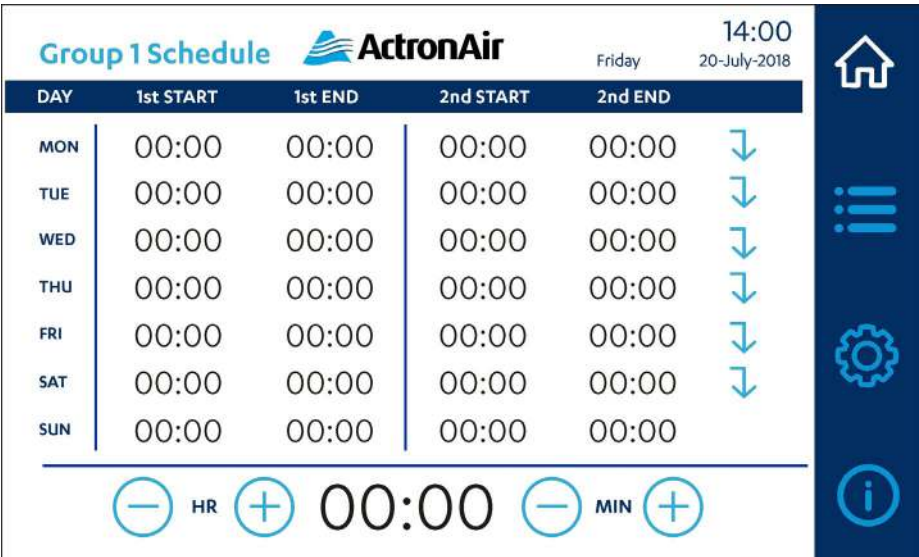 Group 1 Schedule ActronAir Friday 14:00
20-July-2018
DAY 1st START 1st END 2nd START 2nd END
MON 00:00 00:00 00:00 00:00
TUE 00:00 00:00 00:00 00:00
WED 00:00 00:00 00:00 00:00
THU 00:00 00:00 00:00 00:00
FRI 00:00 00:00 00:00 00:00
SAT 00:00 00:00 00:00 00:00
SUN 00:00 00:00 00:00 00:00
− HR + 00:00 − MIN +
i